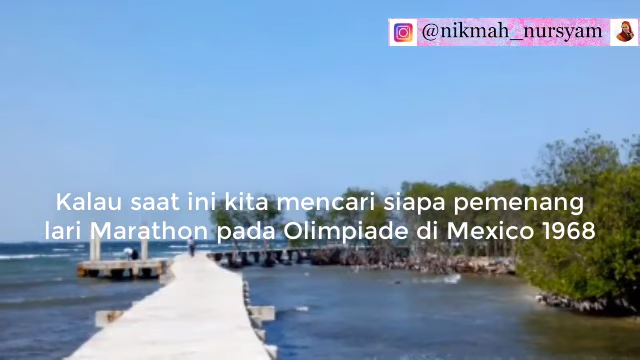 @nikmah_nursyam
Kalau saat ini kita mencari siapa pemenang
lari Marathon pada Olimpiade di Mexico 1968